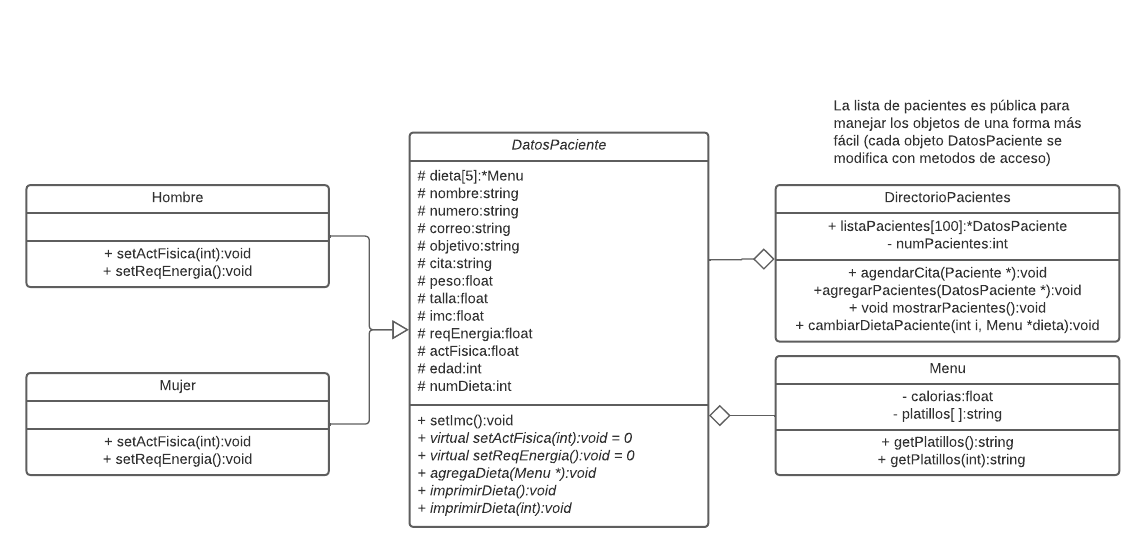 La lista de pacientes es pública para
manejar los objetos de una forma más
fácil (cada objeto DatosPaciente se
modifica con metodos de acceso)
Hombre
+ setActFisica(int):void
+ setReqEnergia():void
Mujer
+ setActFisica(int):void
+ setReqEnergia():void
DatosPaciente
# dieta[5]:*Menu
# nombre:string
# numero:string
# correo:string
# objetivo:string
# cita:string
# peso:float
# talla:float
# imc:float
# reqEnergia:float
# actFisica:float
# edad:int
# numDieta:int
+ setImc():void
+ virtual setActFisica(int):void = 0
+ virtual setReqEnergia():void = 0
+ agregaDieta(Menu *):void
+ imprimirDieta():void
+ imprimirDieta(int):void
DirectorioPacientes
+ listaPacientes[100]:*DatosPaciente
- numPacientes:int
+ agendarCita(Paciente *):void
+agregarPacientes(DatosPaciente *):void
+ void mostrarPacientes():void
+ cambiarDietaPaciente(int i, Menu *dieta):void
Menu
- calorias:float
- platillos[ ]:string
+ getPlatillos():string
+ getPlatillos(int):string